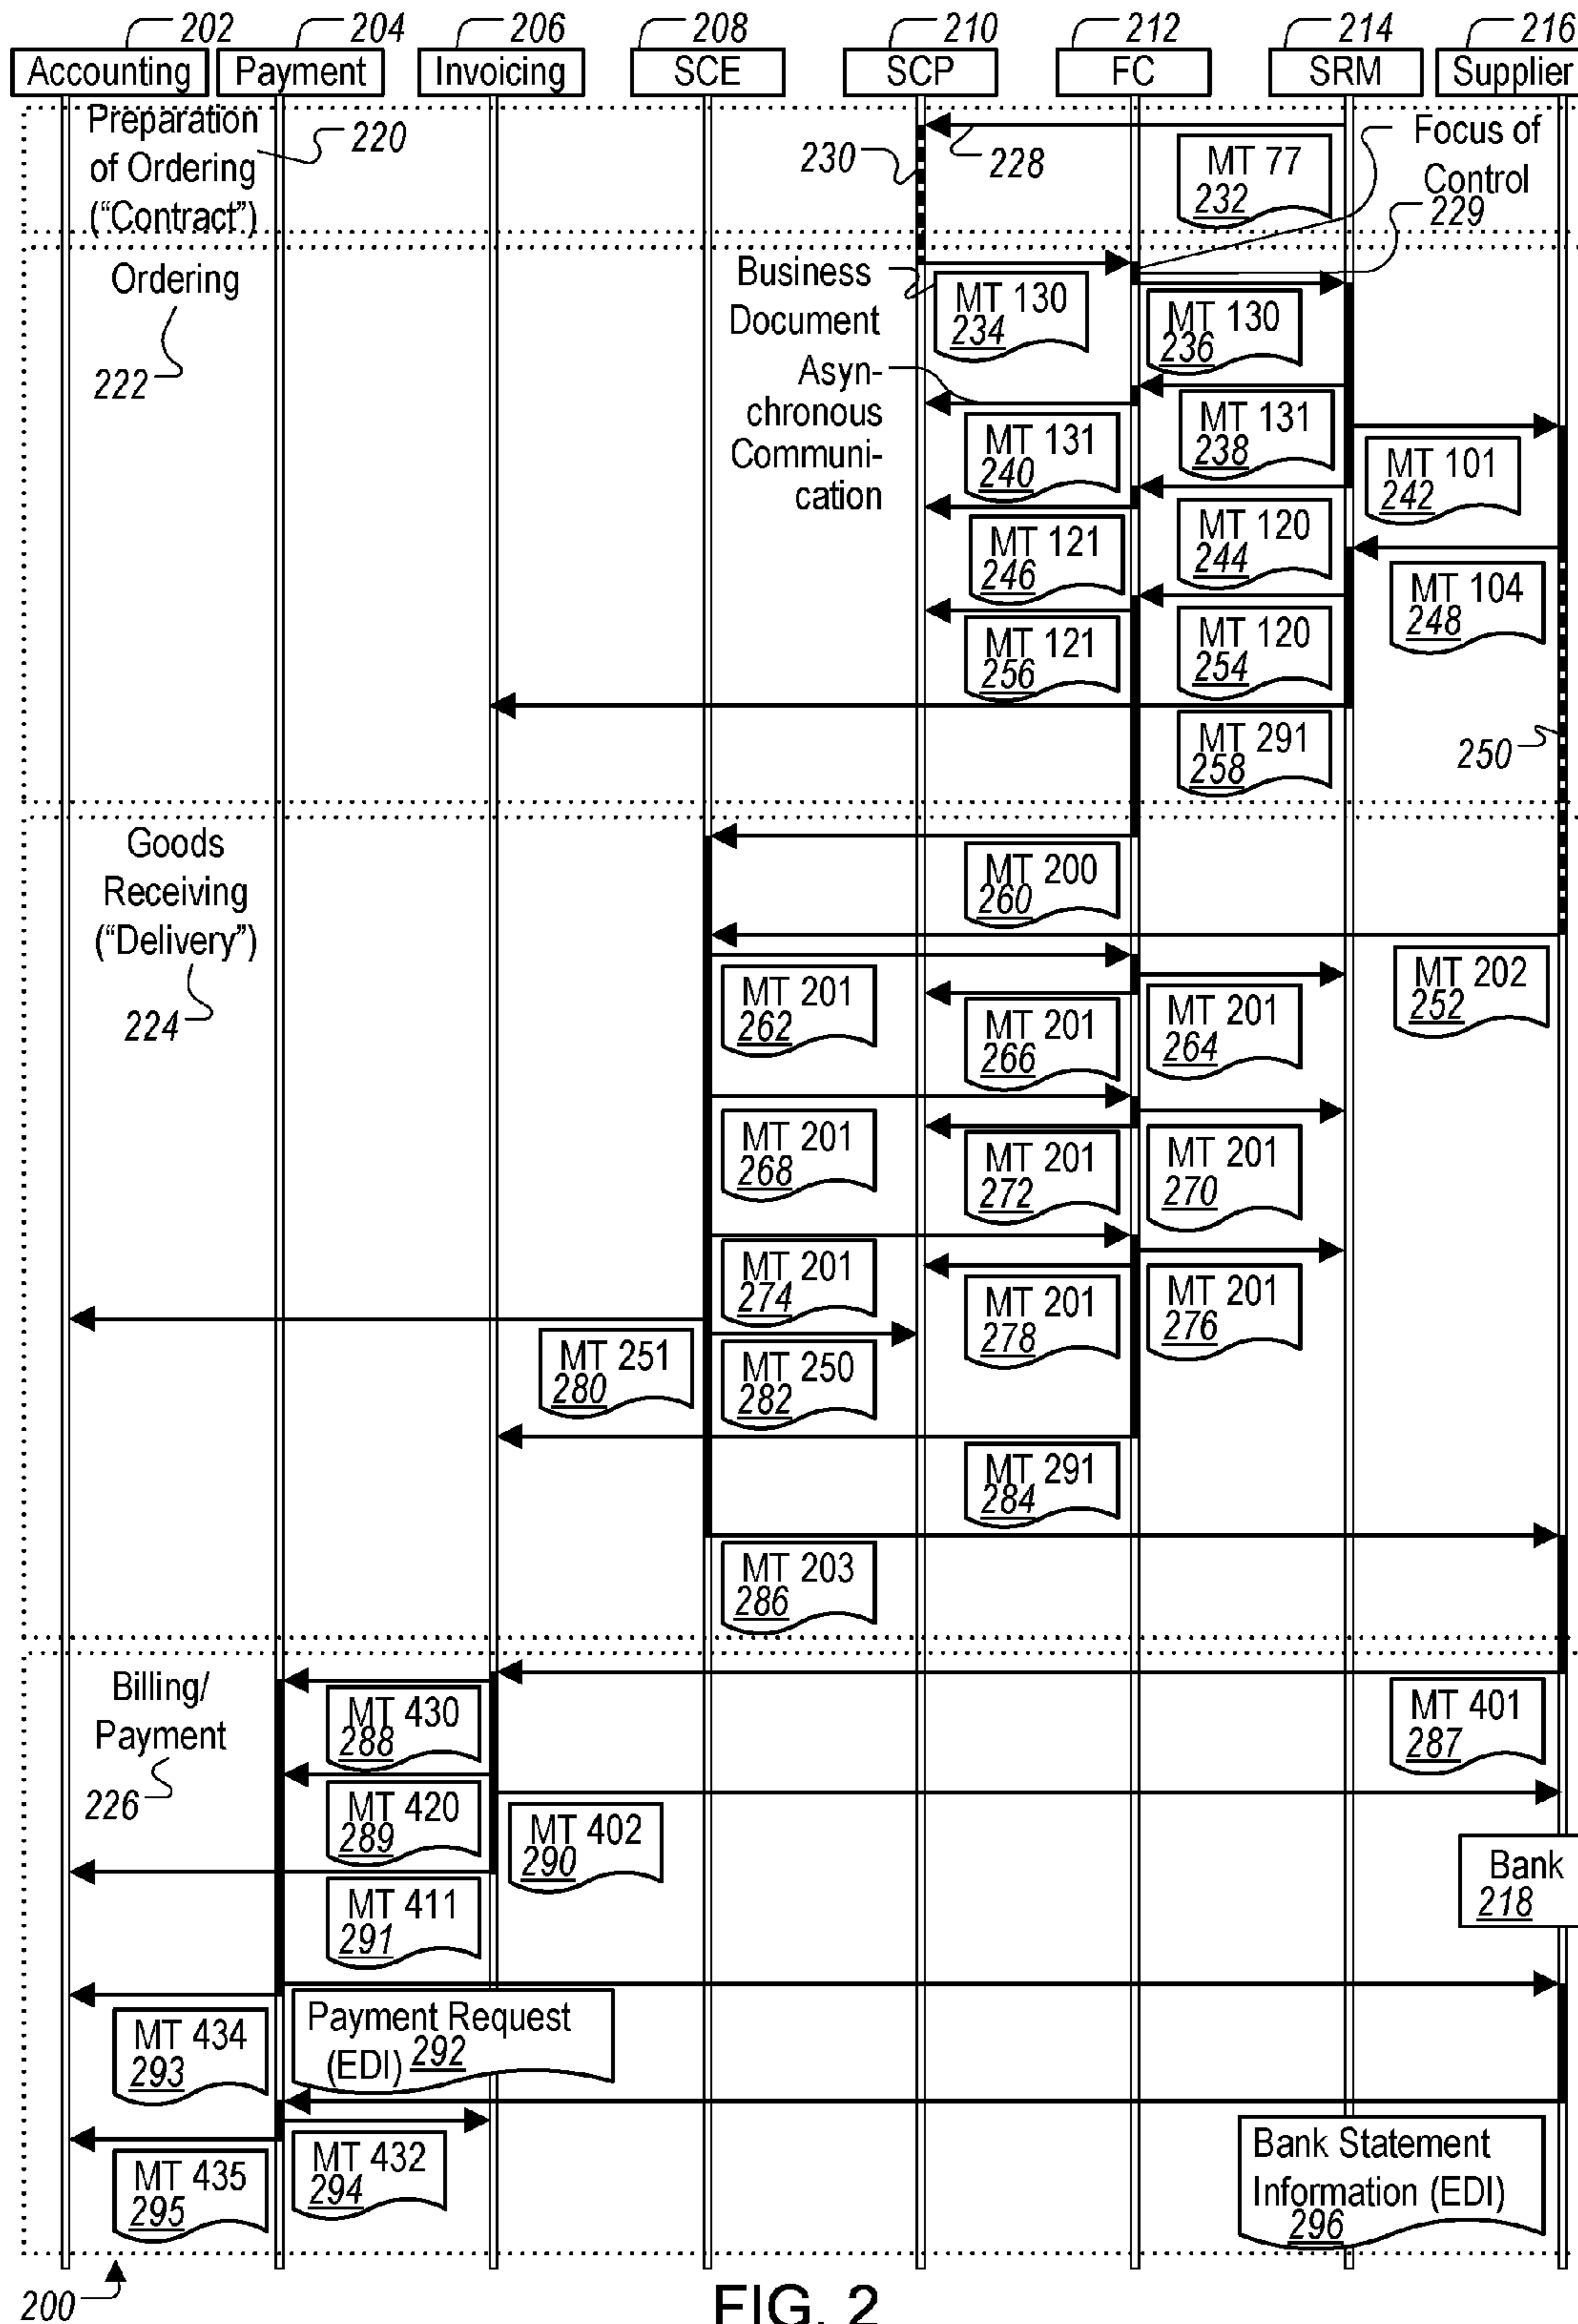 202 204 206 208 210 212 214 216
Accounting Payment Invoicing SCE SCP FC SRM Supplier
Preparation
of Ordering
("Contract")
220
230
228
MT 77
232
Focus of
Control
229
Ordering
222
Business
Document
MT 130
234
MT 130
236
Asyn-
chronous
Communi-
cation
MT 131
240
MT 131
238
MT 101
242
MT 121
246
MT 120
244
MT 104
248
MT 121
256
MT 120
254
MT 291
258
250
Goods
Receiving
("Delivery")
224
MT 200
260
MT 202
252
MT 201
262
MT 201
266
MT 201
264
MT 201
268
MT 201
272
MT 201
270
MT 201
274
MT 201
278
MT 201
276
MT 251
280
MT 250
282
MT 291
284
MT 203
286
Billing/
Payment
226
MT 430
288
MT 401
287
MT 420
289
MT 402
290
Bank
218
MT 411
291
MT 434
293
Payment Request
(EDI) 292
MT 435
295
MT 432
294
Bank Statement
Information (EDI)
296
200
FIG. 2